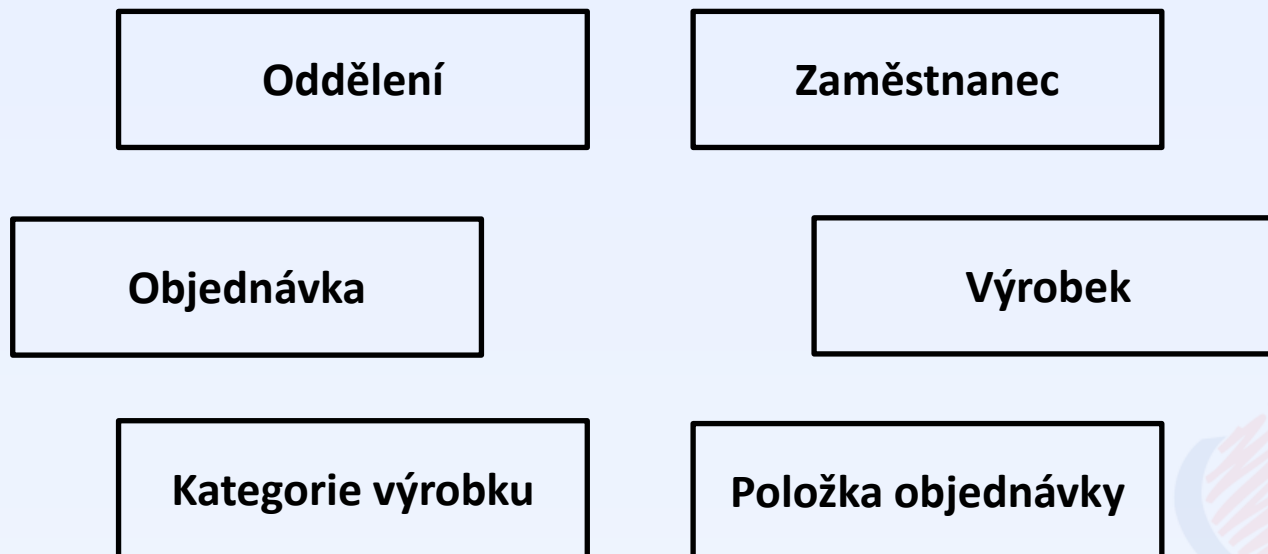 Oddělení
Zaměstnanec
Objednávka
Výrobek
Kategorie výrobku
Položka objednávky